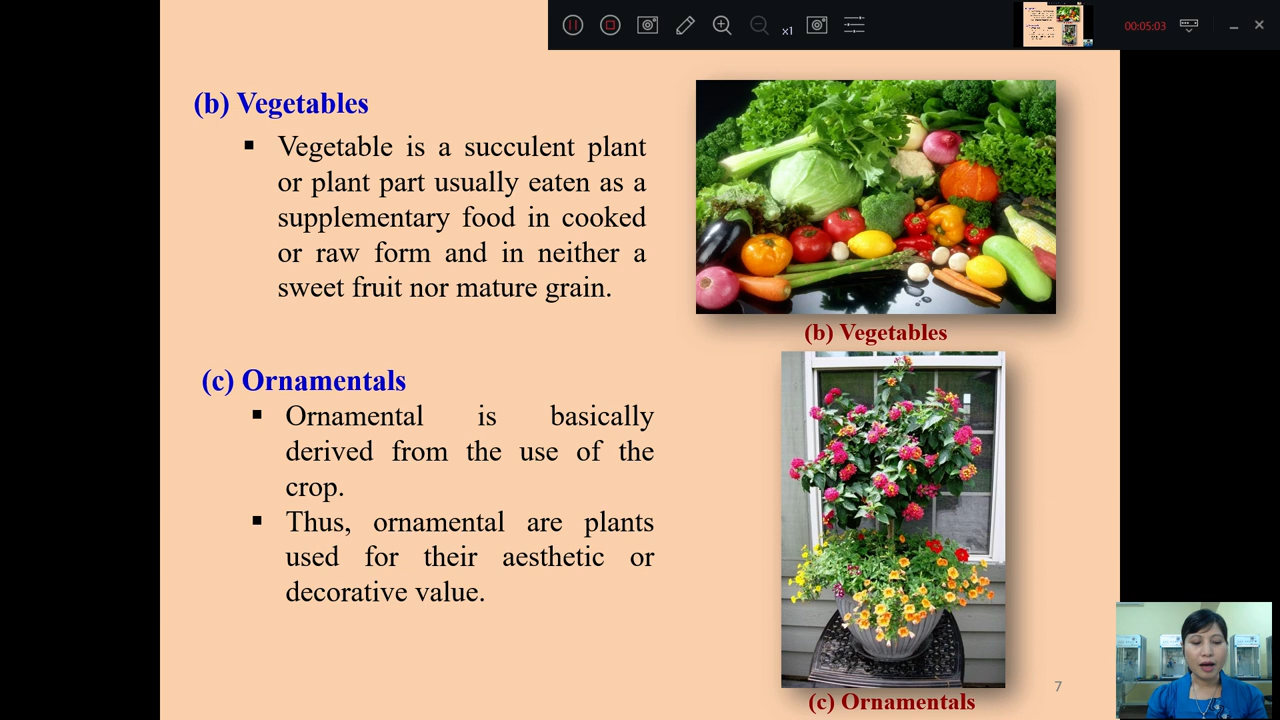 x1
00:05:03
(b) Vegetables
▪ Vegetable is a succulent plant
or plant part usually eaten as a
supplementary food in cooked
or raw form and in neither a
sweet fruit nor mature grain.
(b) Vegetables
(c) Ornamentals
▪ Ornamental is basically
derived from the use of the
crop.
▪ Thus, ornamental are plants
used for their aesthetic or
decorative value.
7
(c) Ornamentals